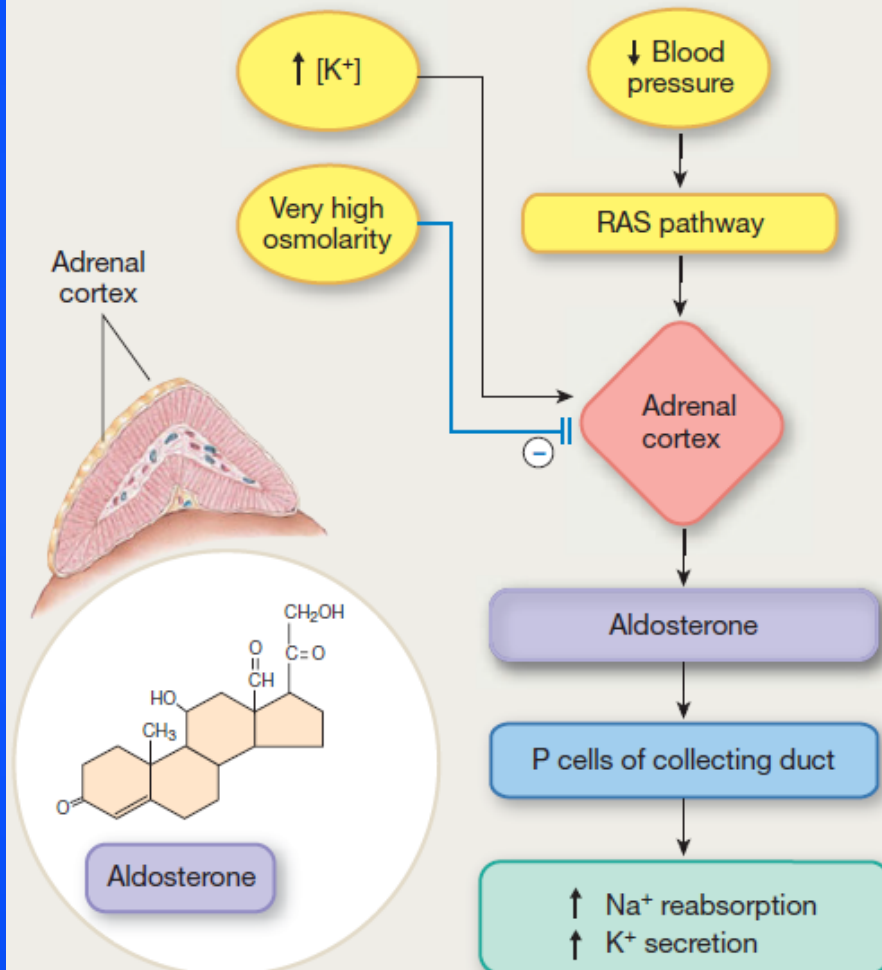 ↑ [K⁺]
↓ Blood
pressure
Very high
osmolarity
RAS pathway
Adrenal
cortex
Adrenal
cortex
−
Aldosterone
CH₂OH
O
C=O
CH
HO
CH₃
O
P cells of collecting duct
Aldosterone
↑ Na⁺ reabsorption
↑ K⁺ secretion